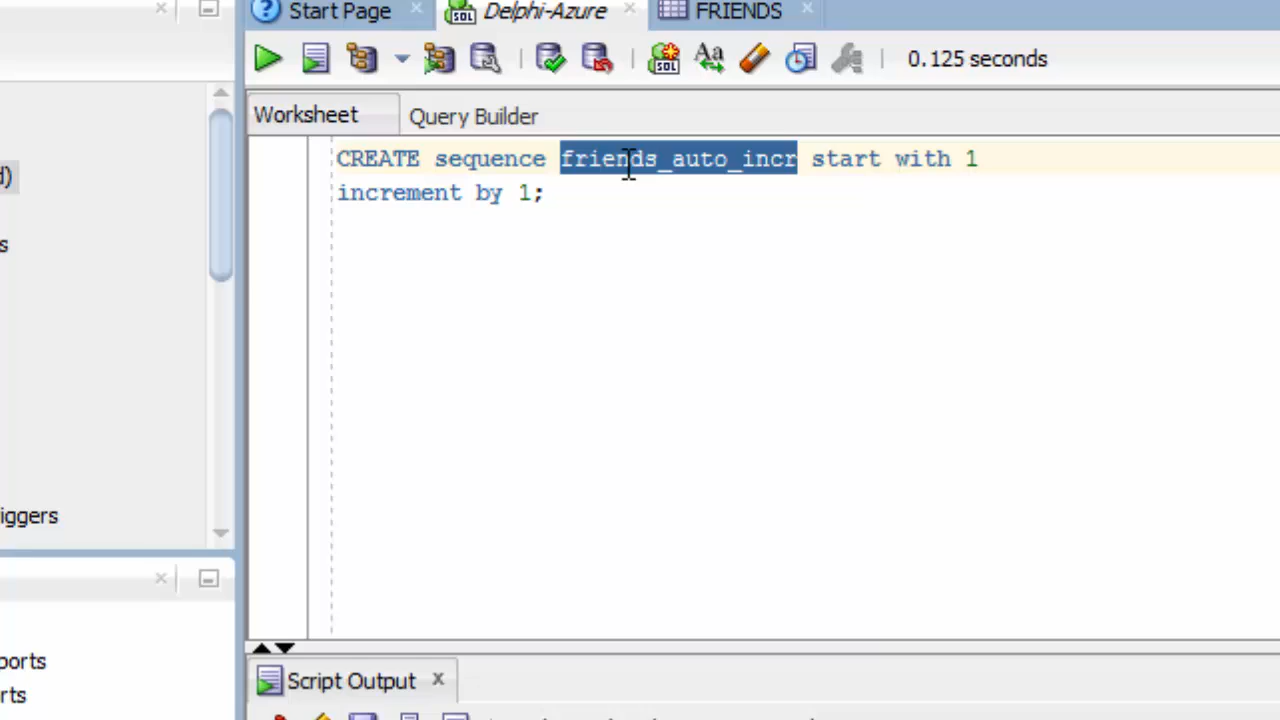 Start Page
Delphi-Azure
FRIENDS
0.125 seconds
Worksheet
Query Builder
CREATE sequence friends_auto_incr start with 1
increment by 1;
d)
s
iggers
ports
rts
Script Output